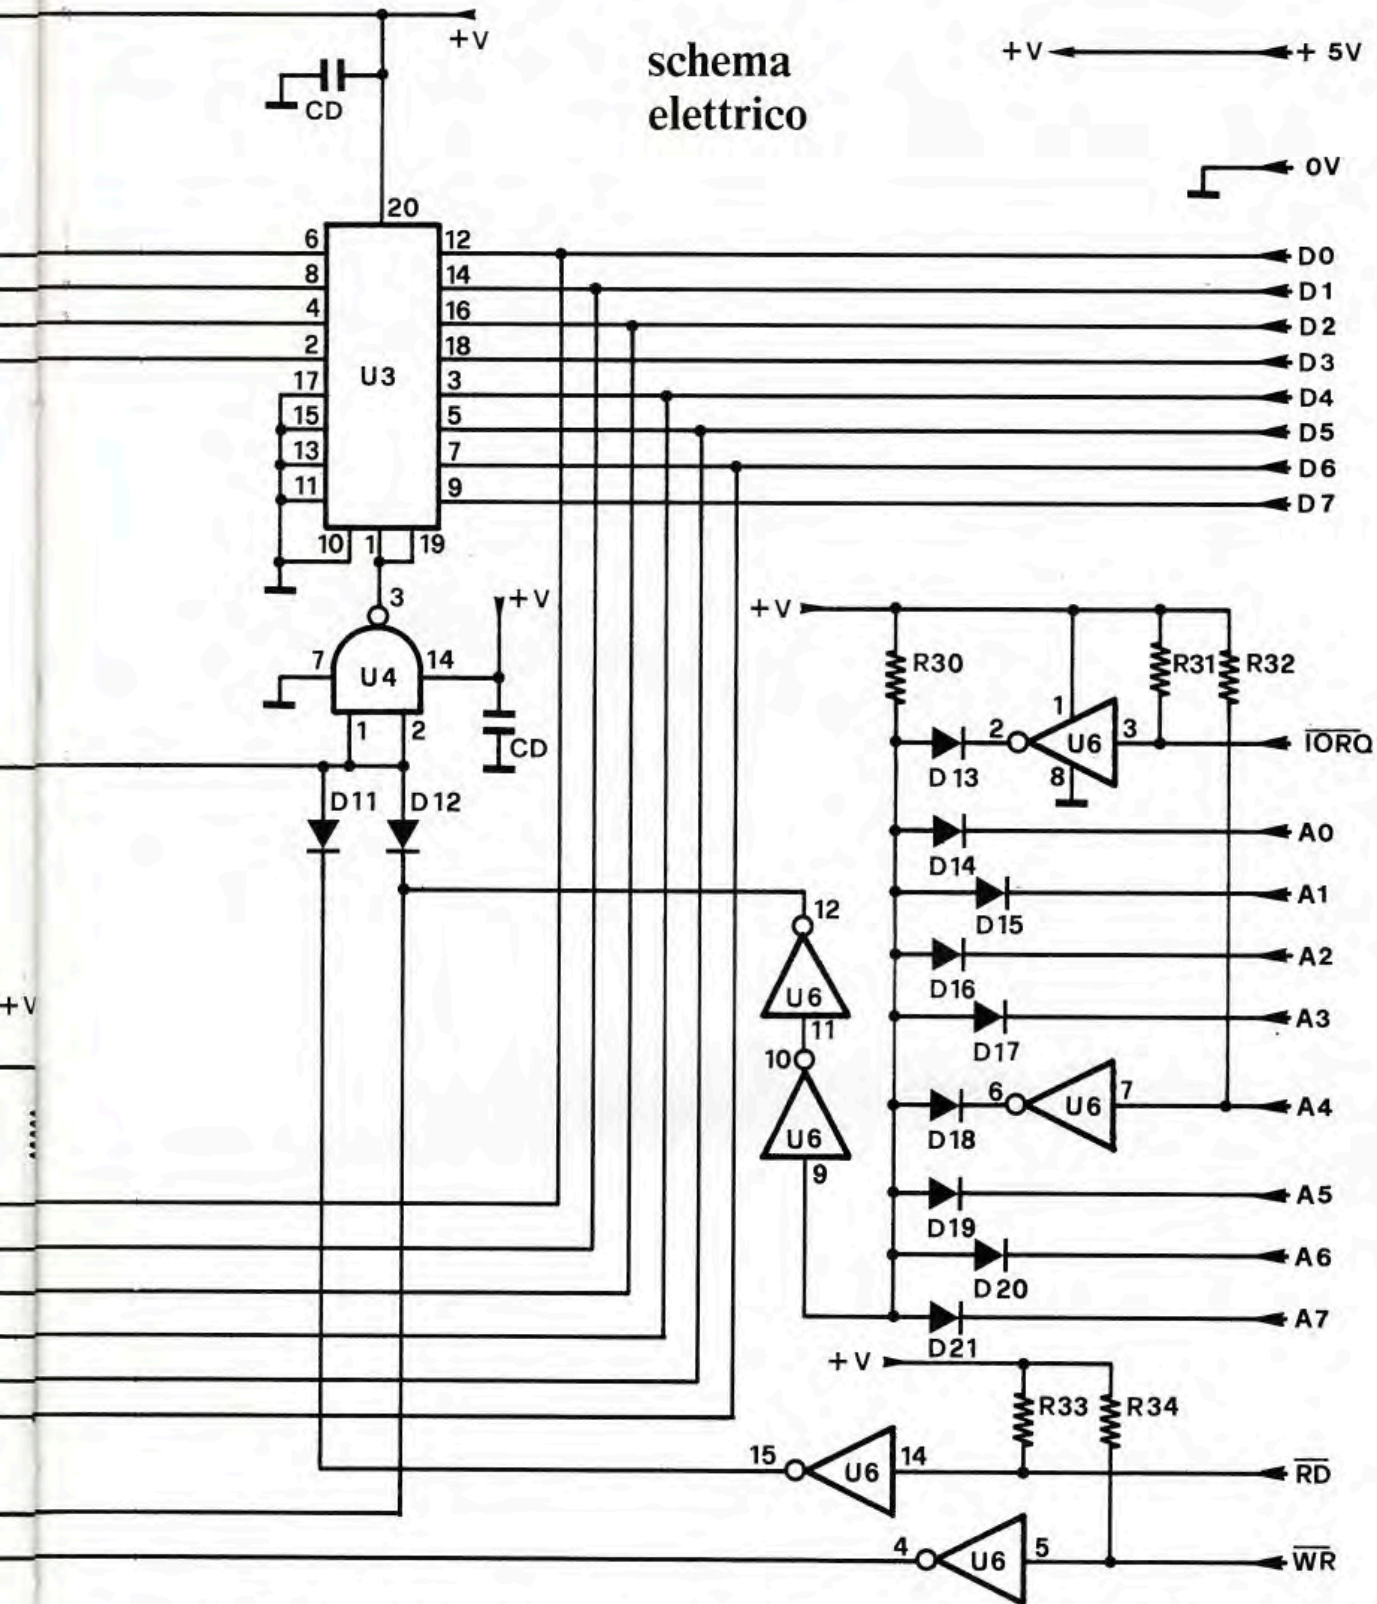 +V
schema
elettrico
+V
+ 5V
CD
0V
20
6
12
D0
8
14
D1
4
16
D2
2
18
D3
U3
17
3
D4
15
5
D5
13
7
D6
11
9
D7
10
1
19
3
+V
+V
7
14
U4
R30
R31
R32
1
2
1
CD
2
U6
3
IORQ
8
D13
D11
D12
A0
D14
A1
12
D15
A2
D16
U6
+V
11
A3
D17
10
6
U6
7
A4
U6
D18
9
A5
D19
A6
D20
A7
D21
+V
R33
R34
15
U6
14
RD
4
U6
5
WR